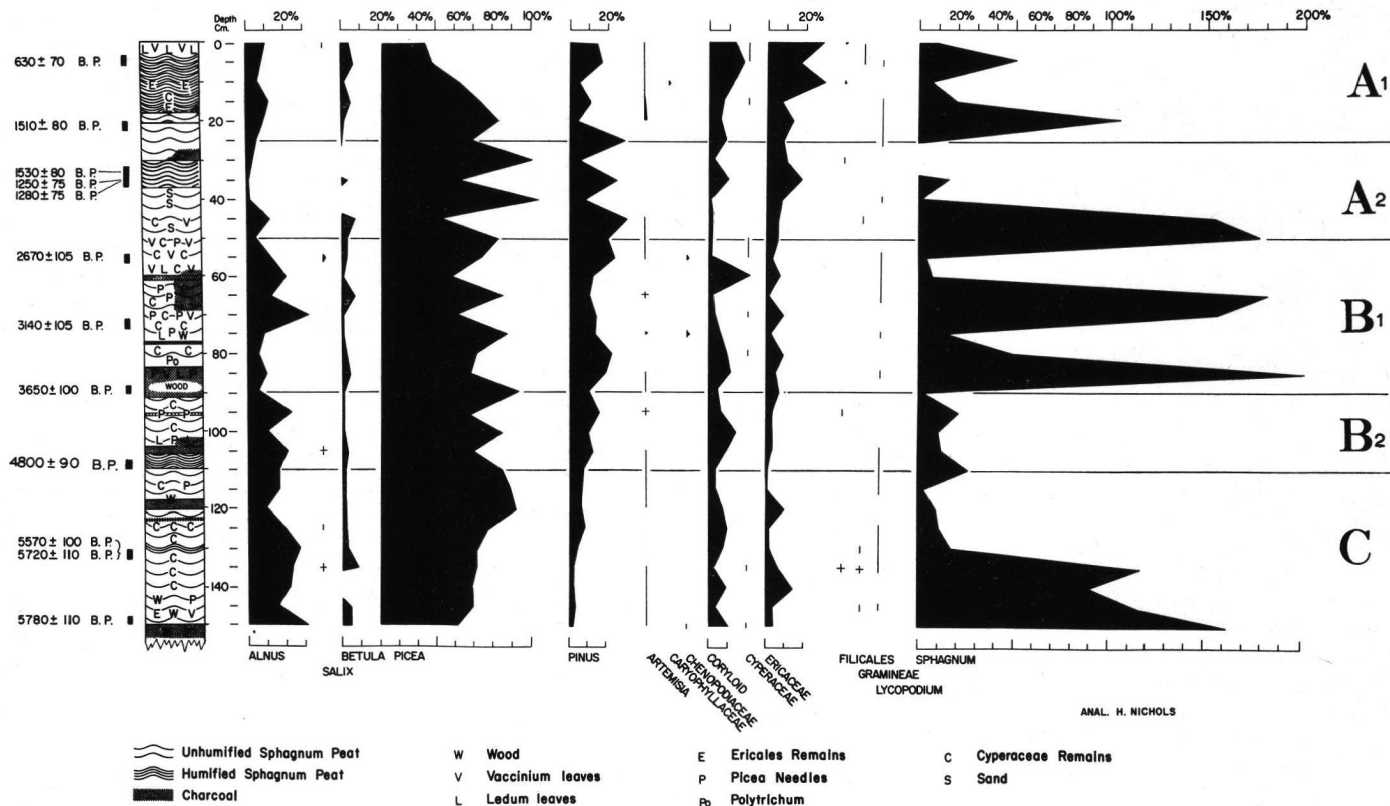 Depth Cm. 20% 20% 40% 60% 80% 100% 20% 20% 20% 40% 60% 80% 100% 150% 200%
630 ± 70 B. P.
1510 ± 80 B. P.
1530 ± 80 B. P.
1250 ± 75 B. P.
1280 ± 75 B. P.
2670 ± 105 B. P.
3140 ± 105 B. P.
3650 ± 100 B. P.
4800 ± 90 B. P.
5570 ± 100 B. P.
5720 ± 110 B. P.
5780 ± 110 B. P.
L V L V L
E E
C
E
S
S
C V
S
V C P V
C V C
V L C V
P
C P
P C P V
C C
L P W
C C
Po
P V L P
WOOD
C
P P
C
L P L
C P
W
C C C
C
C
C
C
W P
E W V
0
20
40
60
80
100
120
140
A1
A2
B1
B2
C
ALNUS
SALIX
BETULA
PICEA
PINUS
ARTEMISIA
CARYOPHYLLACEAE
CHENOPODIACEAE
CORYLOID
CYPERACEAE
ERICACEAE
FILICALES
GRAMINEAE
LYCOPODIUM
SPHAGNUM
ANAL. H. NICHOLS
Unhumified Sphagnum Peat
Humified Sphagnum Peat
Charcoal
W Wood
V Vaccinium leaves
L Ledum leaves
E Ericales Remains
P Picea Needles
Po Polytrichum
C Cyperaceae Remains
S Sand